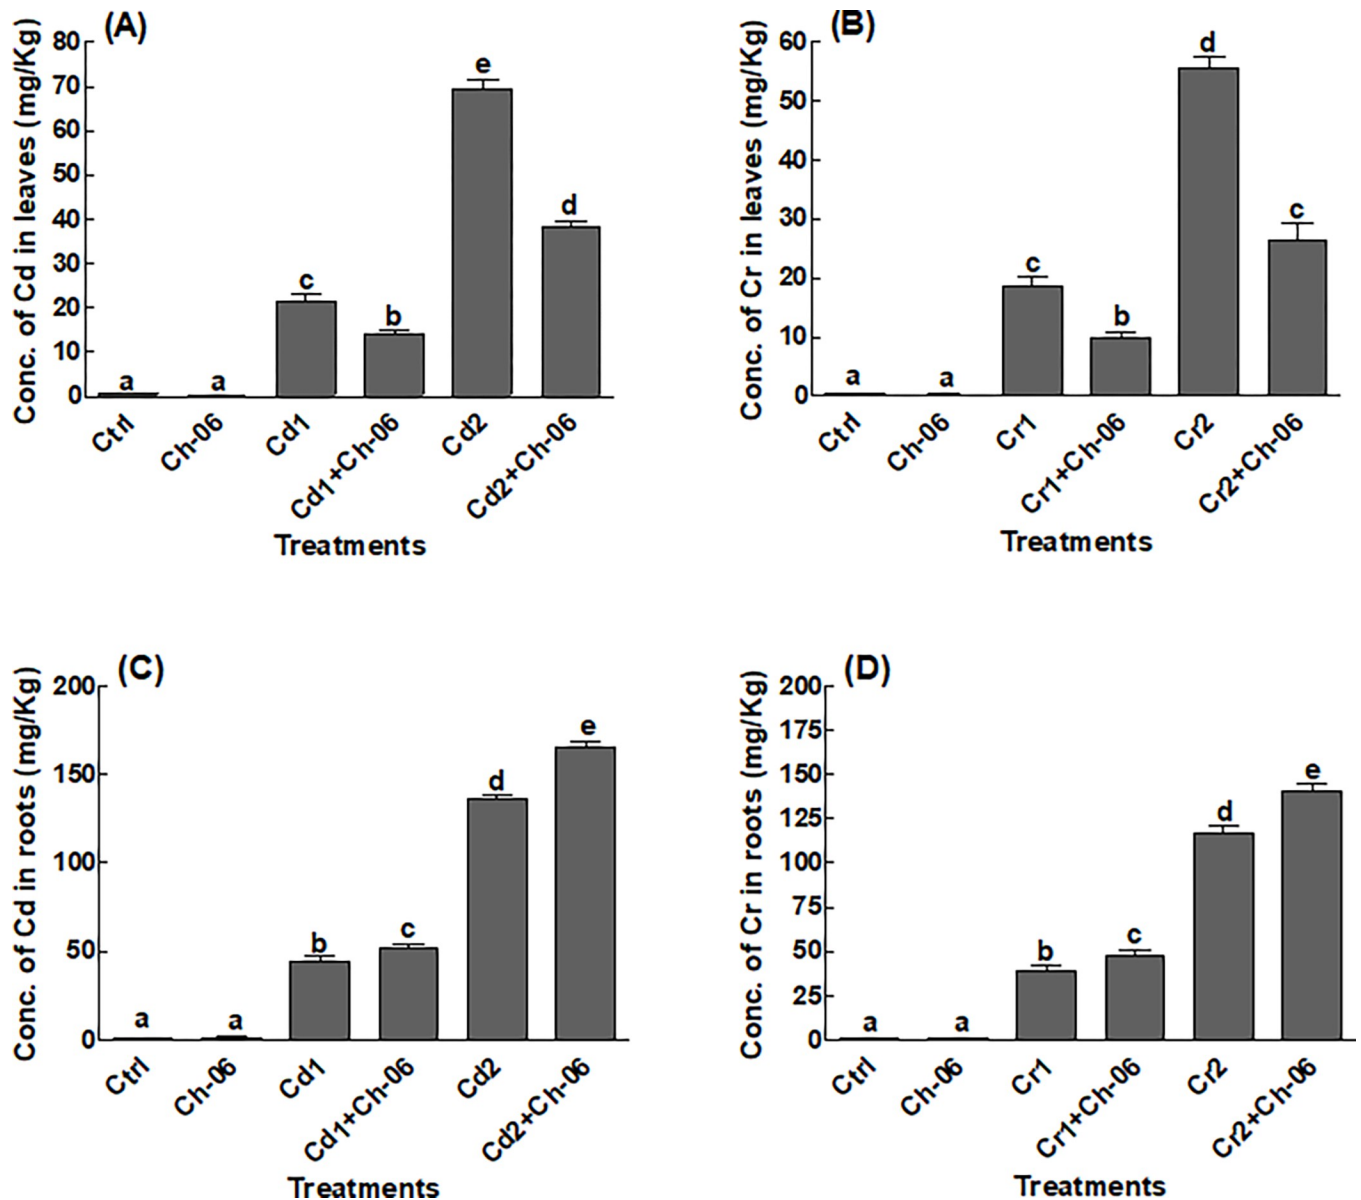 (A)
Conc. of Cd in leaves (mg/Kg)
80
70
60
50
40
30
20
10
0
a
a
c
b
e
d
Ctrl
Ch-06
Cd1
Cd1+Ch-06
Cd2
Cd2+Ch-06
Treatments
(B)
Conc. of Cr in leaves (mg/Kg)
60
50
40
30
20
10
0
a
a
c
b
d
c
Ctrl
Ch-06
Cr1
Cr1+Ch-06
Cr2
Cr2+Ch-06
Treatments
(C)
Conc. of Cd in roots (mg/Kg)
200
150
100
50
0
a
a
b
c
d
e
Ctrl
Ch-06
Cd1
Cd1+Ch-06
Cd2
Cd2+Ch-06
Treatments
(D)
Conc. of Cr in roots (mg/Kg)
200
175
150
125
100
75
50
25
0
a
a
b
c
d
e
Ctrl
Ch-06
Cr1
Cr1+Ch-06
Cr2
Cr2+Ch-06
Treatments